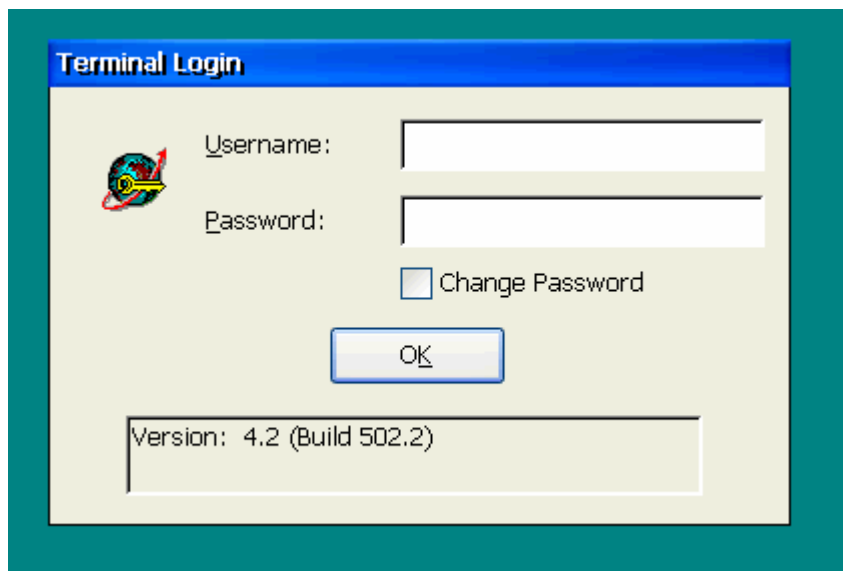 Terminal Login
Username:
Password:
Change Password
OK
Version: 4.2 (Build 502.2)